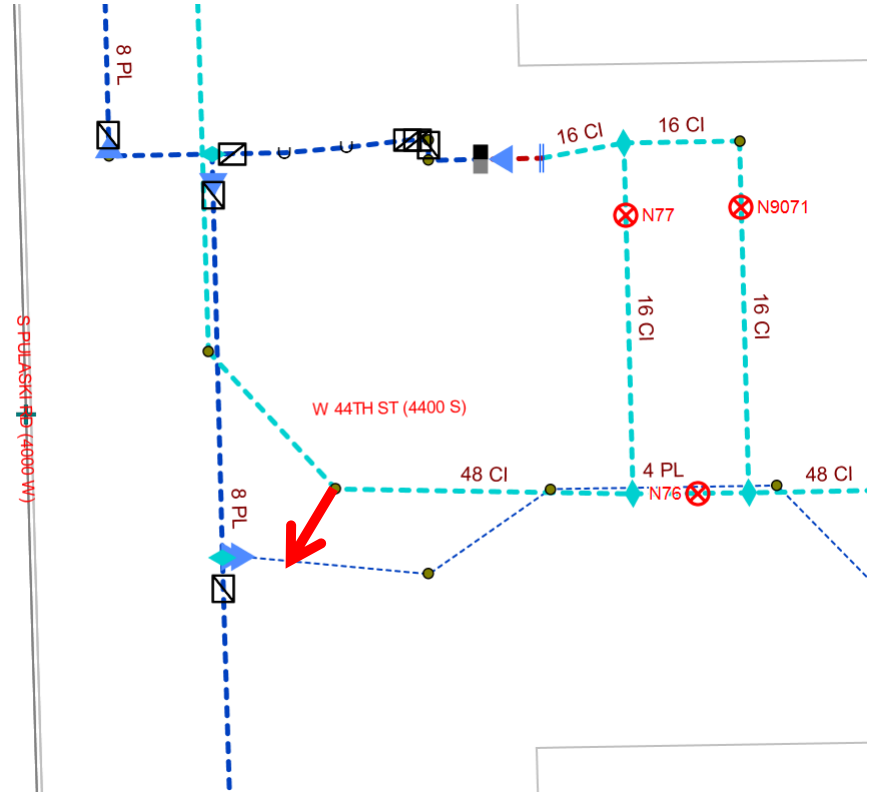 8 PL
16 CI
16 CI
N77
N9071
16 CI
16 CI
S PULASKI RD (4000 W)
W 44TH ST (4400 S)
48 CI
4 PL
48 CI
N76
8 PL